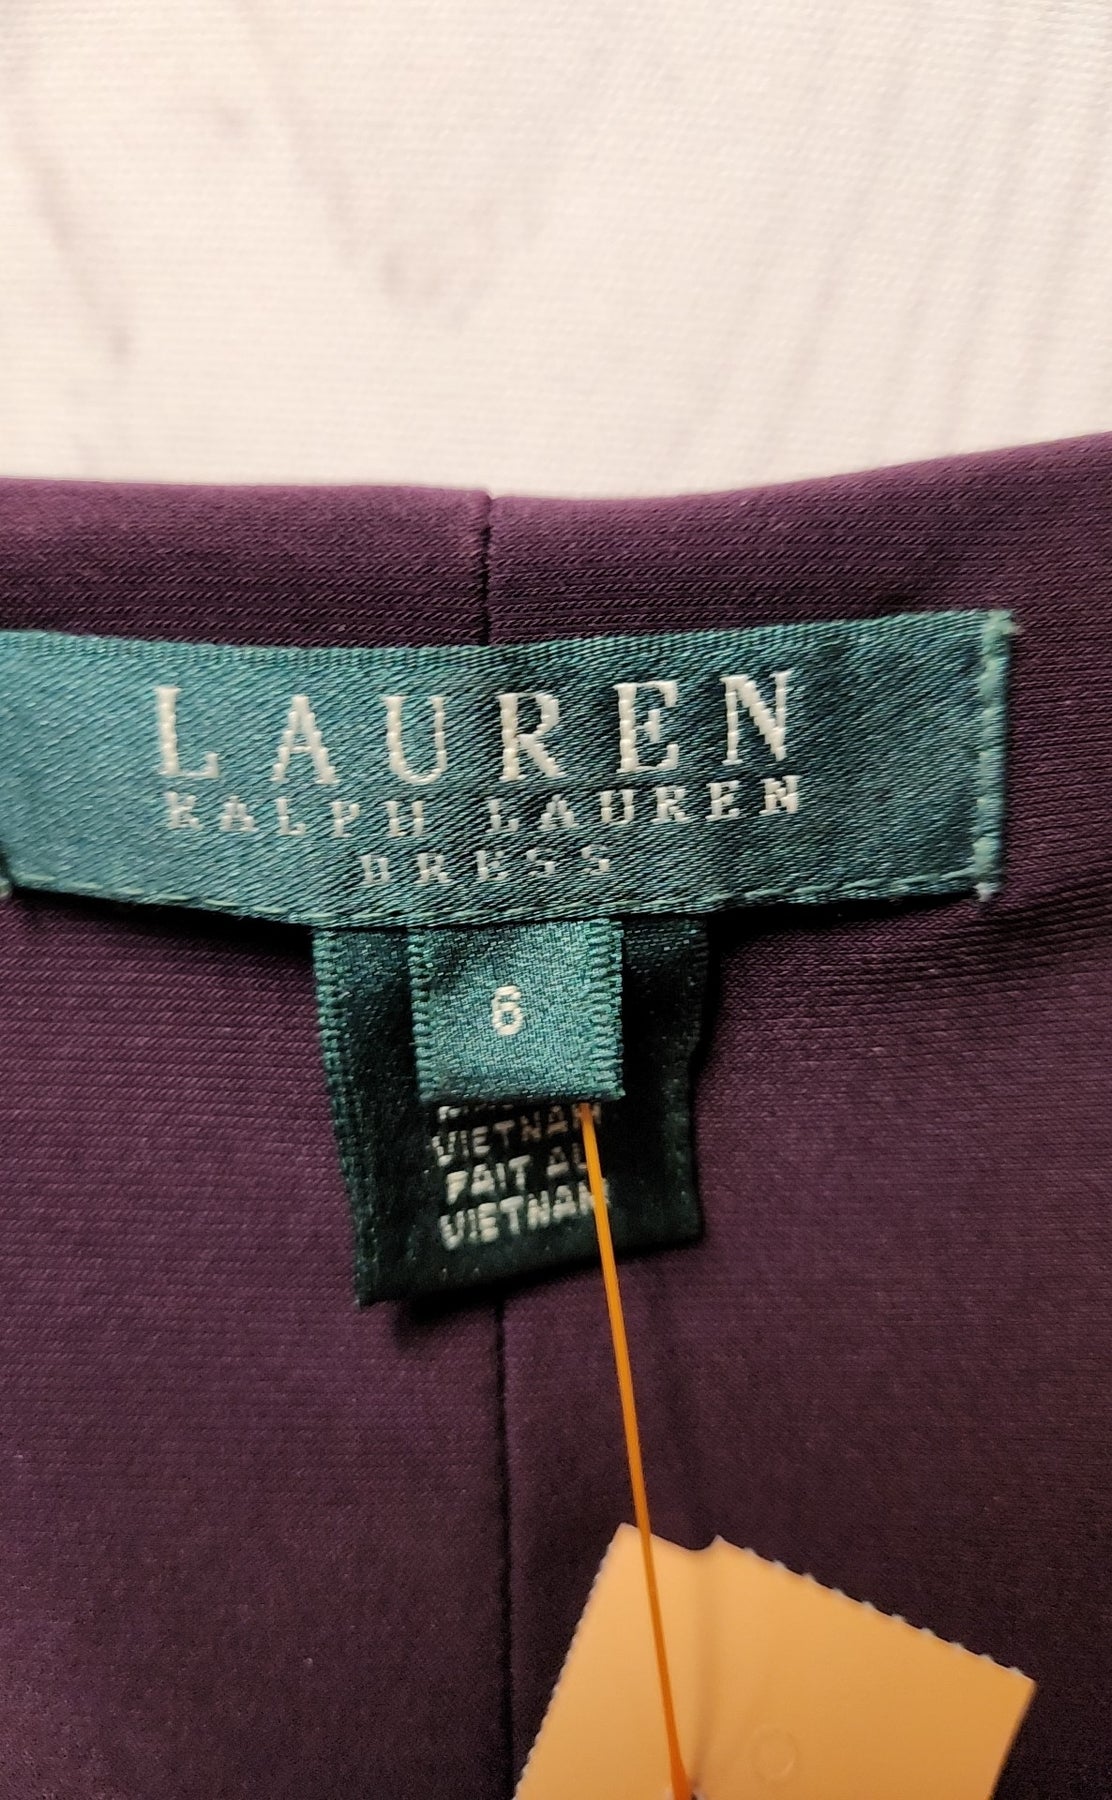 LAUREN
RALPH LAUREN
DRESS
6
VIETNAM
FAIT AU
VIETNAM